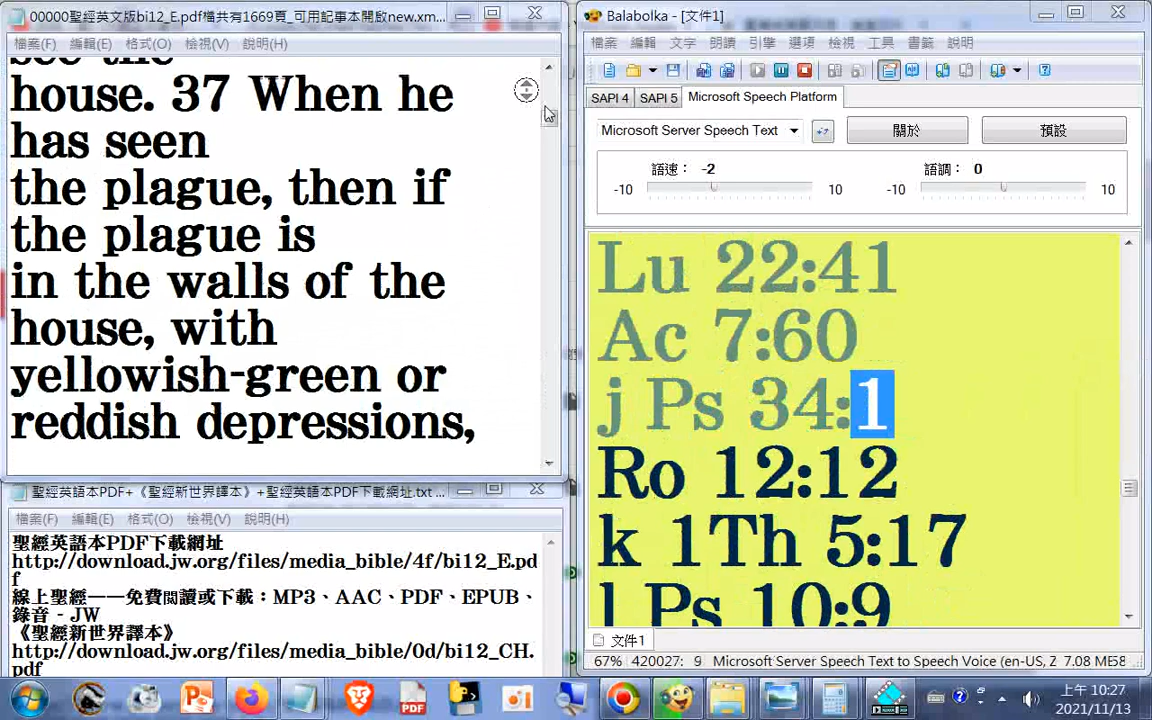 00000聖經英文版bi12_E.pdf檔共有1669頁_可用記事本開啟new.xm...
檔案(F) 編輯(E) 格式(O) 檢視(V) 說明(H)
see the
house. 37 When he
has seen
the plague, then if
the plague is
in the walls of the
house, with
yellowish-green or
reddish depressions,
聖經英語本PDF+《聖經新世界譯本》+聖經英語本PDF下載網址.txt ...
檔案(F) 編輯(E) 格式(O) 檢視(V) 說明(H)
聖經英語本PDF下載網址
http://download.jw.org/files/media_bible/4f/bi12_E.pd
f
線上聖經——免費閱讀或下載：MP3、AAC、PDF、EPUB、
錄音 - JW
《聖經新世界譯本》
http://download.jw.org/files/media_bible/0d/bi12_CH.
pdf
Balabolka - [文件1]
檔案 編輯 文字 朗讀 引擎 選項 檢視 工具 書籤 說明
SAPI 4 SAPI 5 Microsoft Speech Platform
Microsoft Server Speech Text 關於 預設
語速： -2 語調： 0
-10 10 -10 10
Lu 22:41
Ac 7:60
j Ps 34:1
Ro 12:12
k 1Th 5:17
l Ps 10:9
文件1
67% 420027: 9 Microsoft Server Speech Text to Speech Voice (en-US, Z 7.08 MB
上午 10:27
2021/11/13